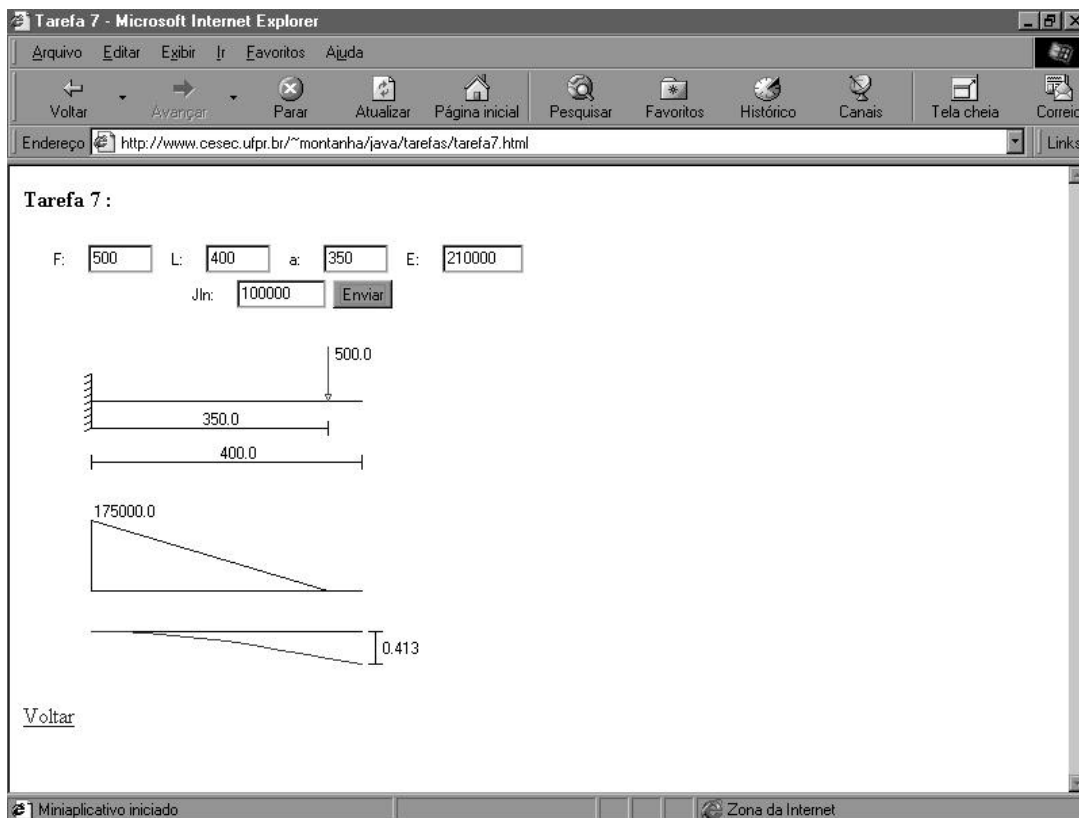 Tarefa 7 - Microsoft Internet Explorer
Arquivo Editar Exibir Ir Favoritos Ajuda
Voltar Avançar Parar Atualizar Página inicial Pesquisar Favoritos Histórico Canais Tela cheia Correio
Endereço http://www.cesec.ufpr.br/~montanha/java/tarefas/tarefa7.html Links
Tarefa 7 :
F: 500 L: 400 a: 350 E: 210000
JIn: 100000 Enviar
500.0
350.0
400.0
175000.0
0.413
Voltar
Miniaplicativo iniciado Zona da Internet